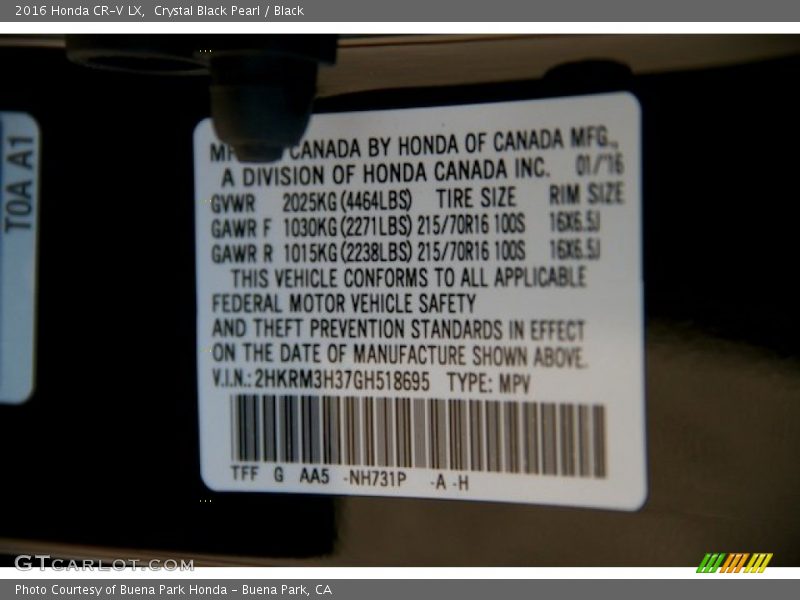 2016 Honda CR-V LX,  Crystal Black Pearl / Black
T0A A1
CANADA BY HONDA OF CANADA MFG.,
A DIVISION OF HONDA CANADA INC. 01/'16
GVWR 2025KG (4464LBS) TIRE SIZE RIM SIZE
GAWR F 1030KG (2271LBS) 215/70R16 100S 16X6.5J
GAWR R 1015KG (2238LBS) 215/70R16 100S 16X6.5J
THIS VEHICLE CONFORMS TO ALL APPLICABLE
FEDERAL MOTOR VEHICLE SAFETY
AND THEFT PREVENTION STANDARDS IN EFFECT
ON THE DATE OF MANUFACTURE SHOWN ABOVE.
V.I.N.: 2HKRM3H37GH518695 TYPE: MPV
TFF G AA5 -NH731P -A -H
GTCARLOT.COM
Photo Courtesy of Buena Park Honda - Buena Park, CA